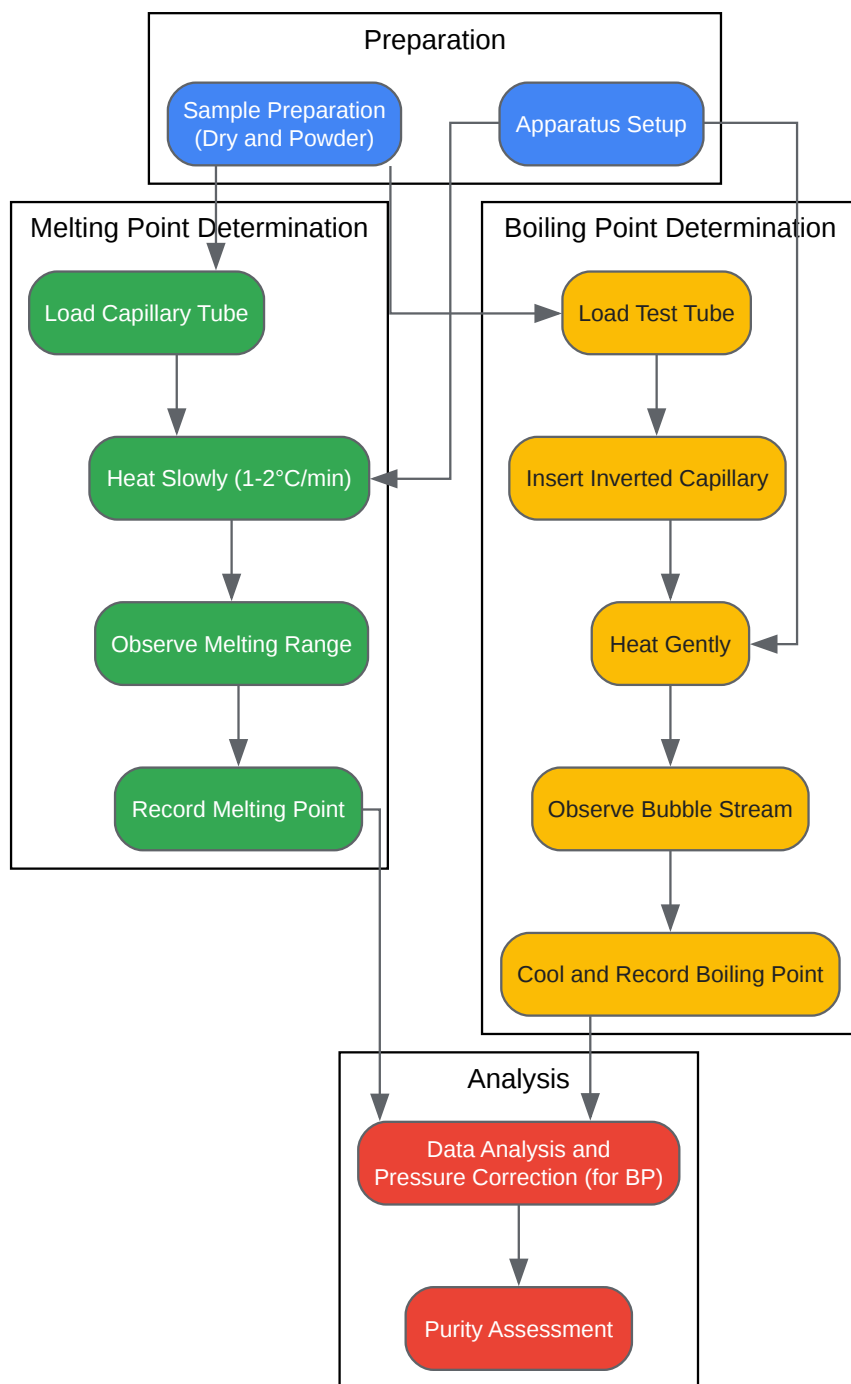 Preparation
Sample Preparation
(Dry and Powder)
Apparatus Setup
Melting Point Determination
Load Capillary Tube
Heat Slowly (1-2°C/min)
Observe Melting Range
Record Melting Point
Boiling Point Determination
Load Test Tube
Insert Inverted Capillary
Heat Gently
Observe Bubble Stream
Cool and Record Boiling Point
Analysis
Data Analysis and
Pressure Correction (for BP)
Purity Assessment